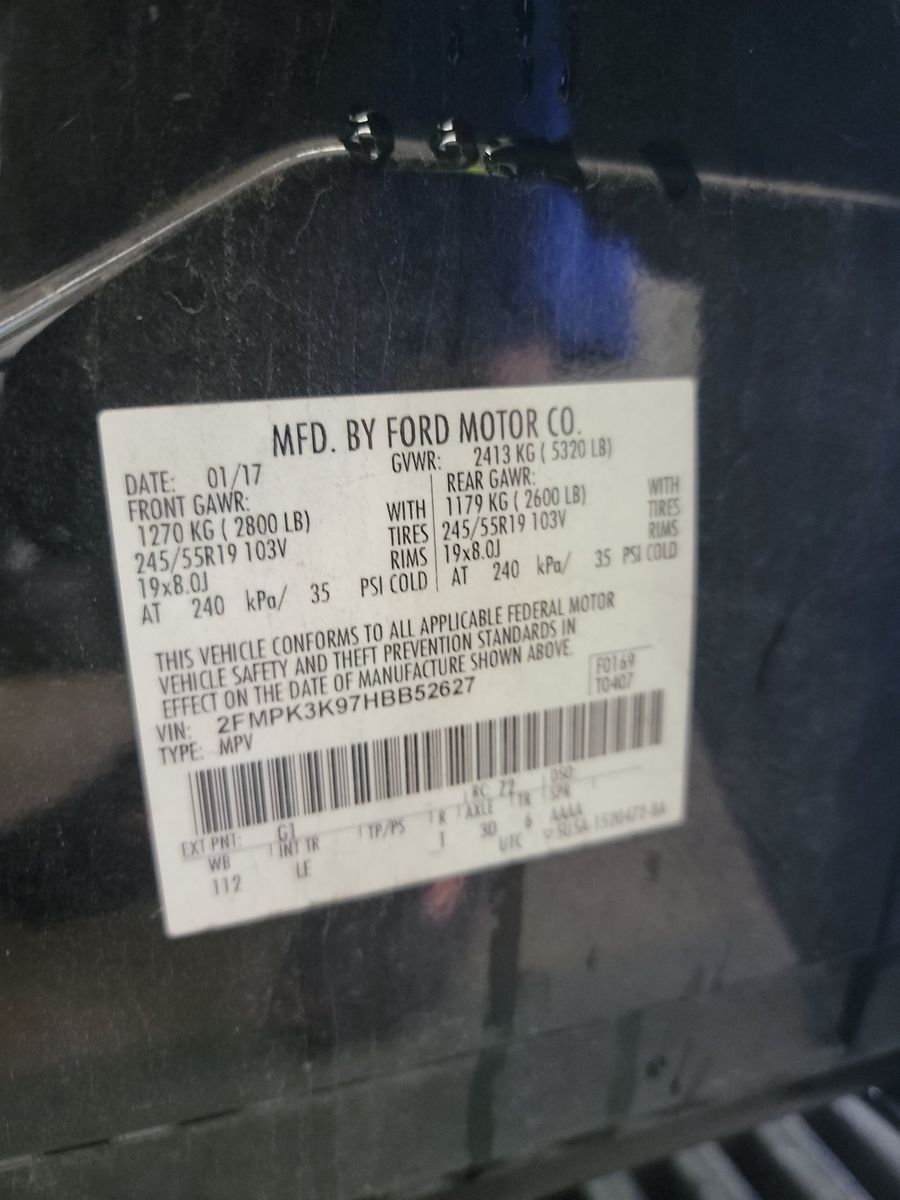 MFD. BY FORD MOTOR CO.
DATE: 01/17
GVWR: 2413 KG ( 5320 LB)
FRONT GAWR:
1270 KG ( 2800 LB) WITH
245/55R19 103V TIRES
19x8.0J RIMS
AT 240 kPa/ 35 PSI COLD
REAR GAWR:
1179 KG ( 2600 LB) WITH
245/55R19 103V TIRES
19x8.0J RIMS
AT 240 kPa/ 35 PSI COLD
THIS VEHICLE CONFORMS TO ALL APPLICABLE FEDERAL MOTOR
VEHICLE SAFETY AND THEFT PREVENTION STANDARDS IN
EFFECT ON THE DATE OF MANUFACTURE SHOWN ABOVE.
F0169
T0407
VIN: 2FMPK3K97HBB52627
TYPE: MPV
EXT PNT: G1 RC: 72 DSO:
WB INT TR TP/PS R AXLE TR SPR
112 LE I 3D 6 AAAA
UTC